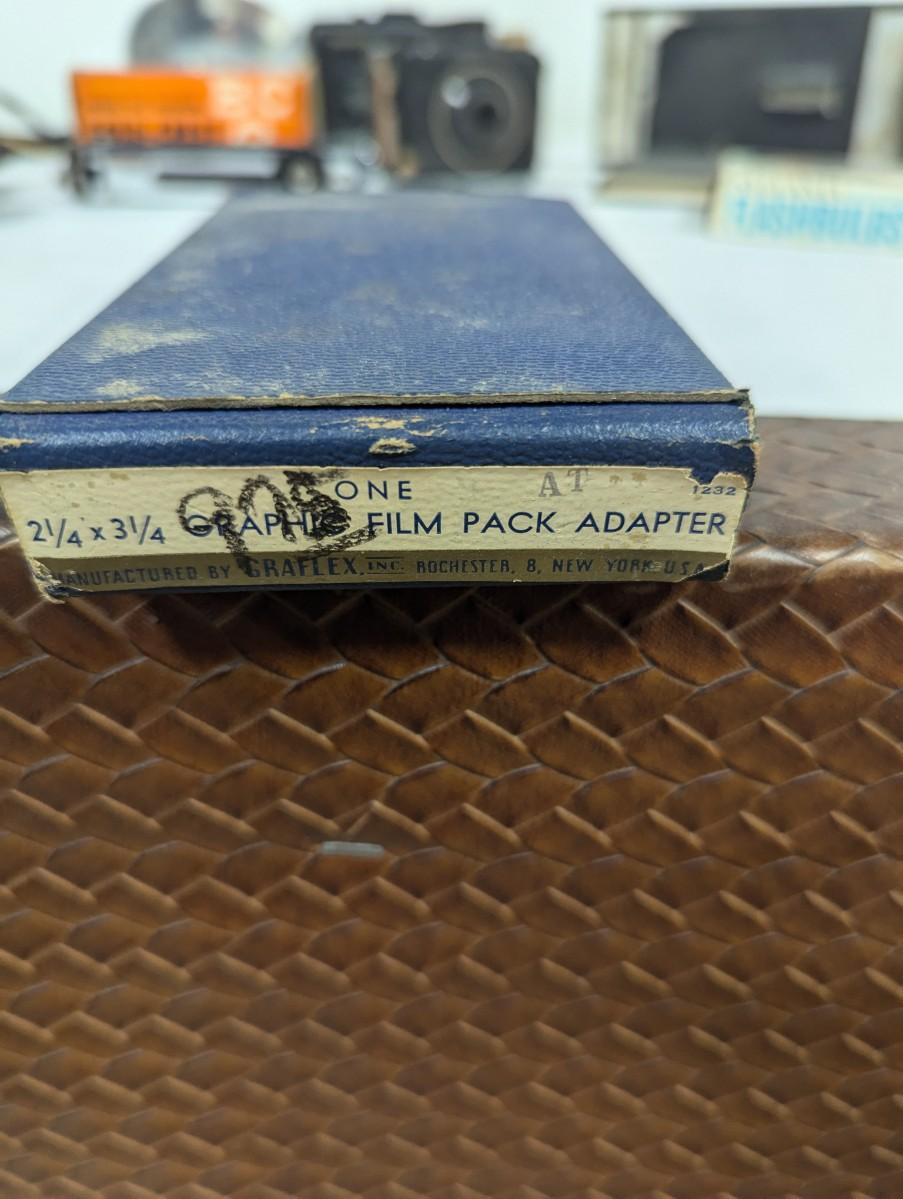 ONE AT
1232
2¼ x 3¼ GRAPHIC FILM PACK ADAPTER
MANUFACTURED BY GRAFLEX, INC. ROCHESTER, 8, NEW YORK U.S.A.
FLASHBULBS